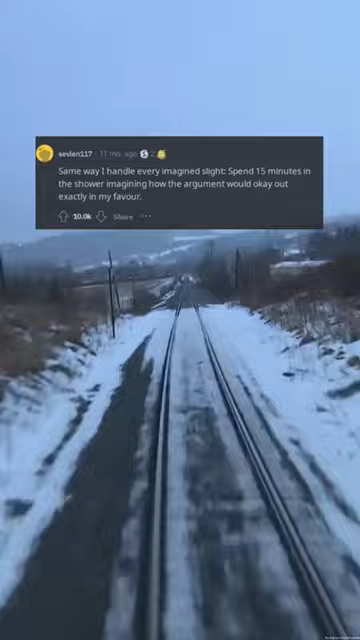 sevlen117 · 11 mo. ago 2
Same way I handle every imagined slight: Spend 15 minutes in
the shower imagining how the argument would okay out
exactly in my favour.
10.0k Share ···